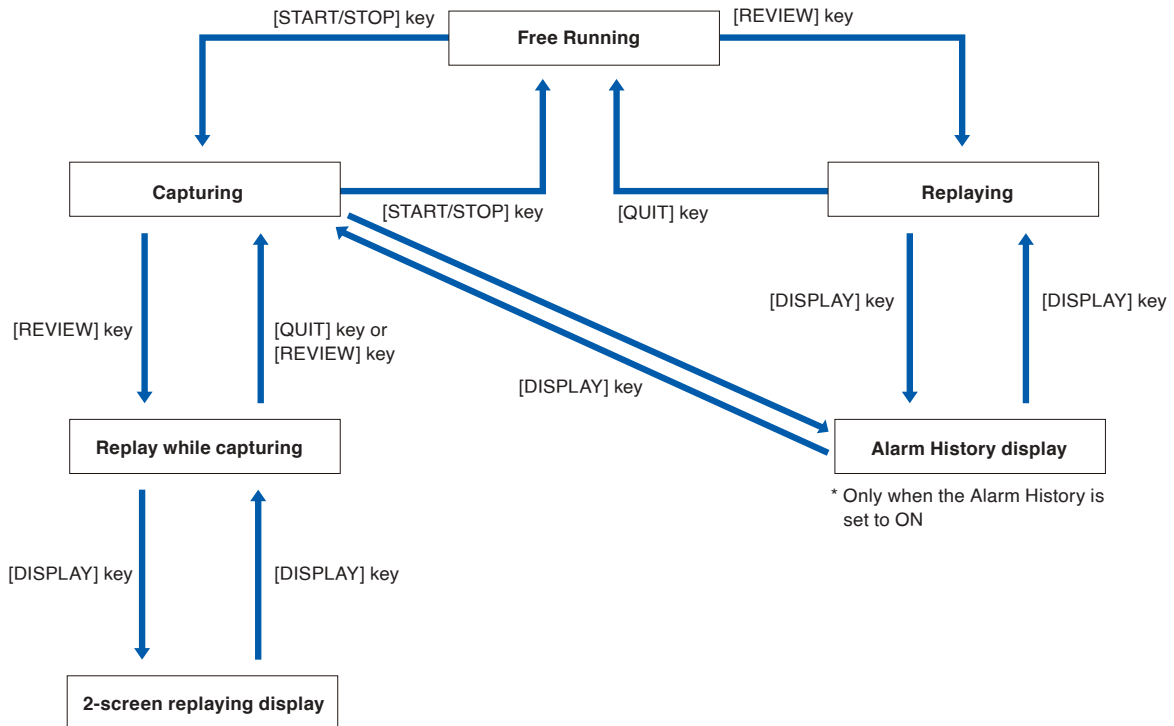 [START/STOP] key
Free Running
[REVIEW] key
Capturing
[START/STOP] key
[QUIT] key
Replaying
[REVIEW] key
[QUIT] key or
[REVIEW] key
[DISPLAY] key
[DISPLAY] key
[DISPLAY] key
Replay while capturing
Alarm History display
* Only when the Alarm History is
set to ON
[DISPLAY] key
[DISPLAY] key
2-screen replaying display